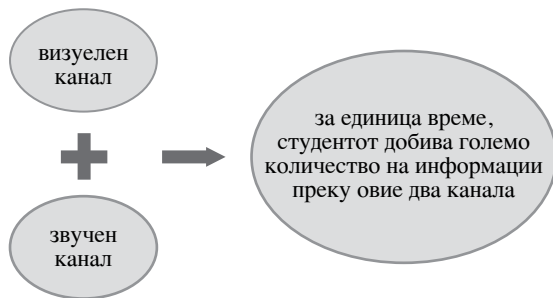 визуелен
канал
звучен
канал
за единица време,
студентот добива големо
количество на информации
преку овие два канала